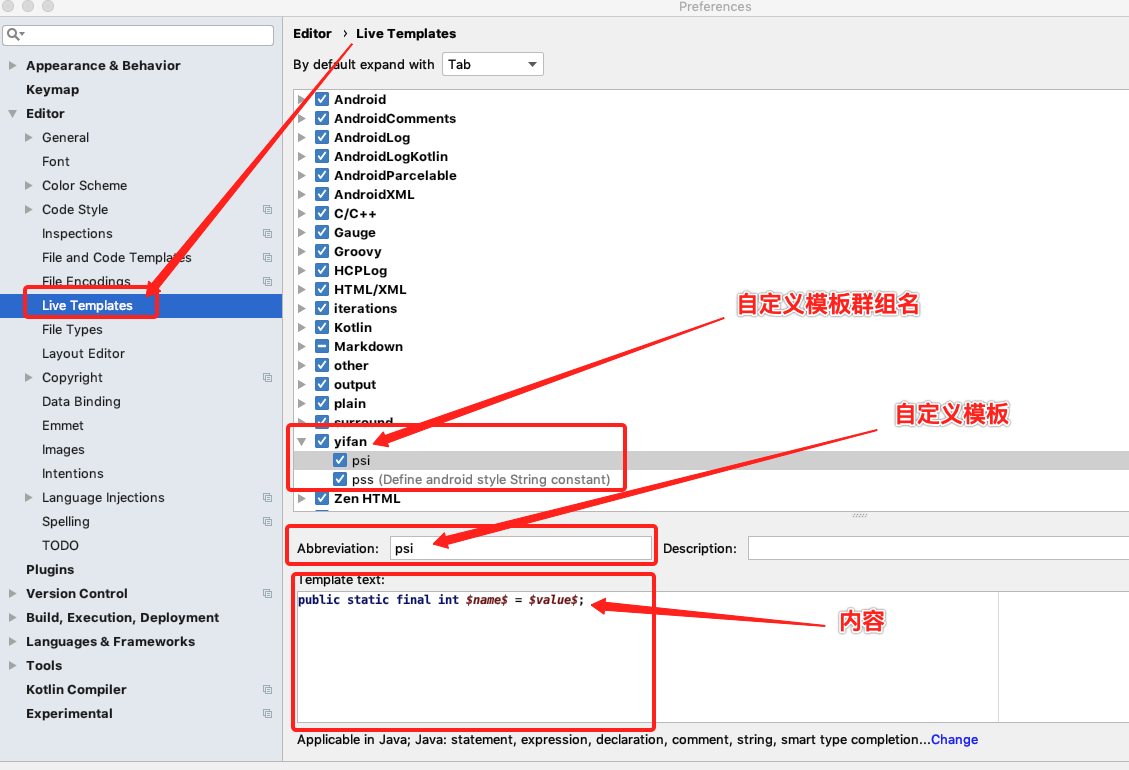 Preferences
Appearance & Behavior
Keymap
Editor
General
Font
Color Scheme
Code Style
Inspections
File and Code Templates
File Encodings
Live Templates
File Types
Layout Editor
Copyright
Data Binding
Emmet
Images
Intentions
Language Injections
Spelling
TODO
Plugins
Version Control
Build, Execution, Deployment
Languages & Frameworks
Tools
Kotlin Compiler
Experimental
Editor › Live Templates
By default expand with Tab
Android
AndroidComments
AndroidLog
AndroidLogKotlin
AndroidParcelable
AndroidXML
C/C++
Gauge
Groovy
HCPLog
HTML/XML
iterations
Kotlin
Markdown
other
output
plain
surround
yifan
psi
pss (Define android style String constant)
Zen HTML
自定义模板群组名
自定义模板
Abbreviation: psi Description:
Template text:
public static final int $name$ = $value$;
内容
Applicable in Java; Java: statement, expression, declaration, comment, string, smart type completion...Change